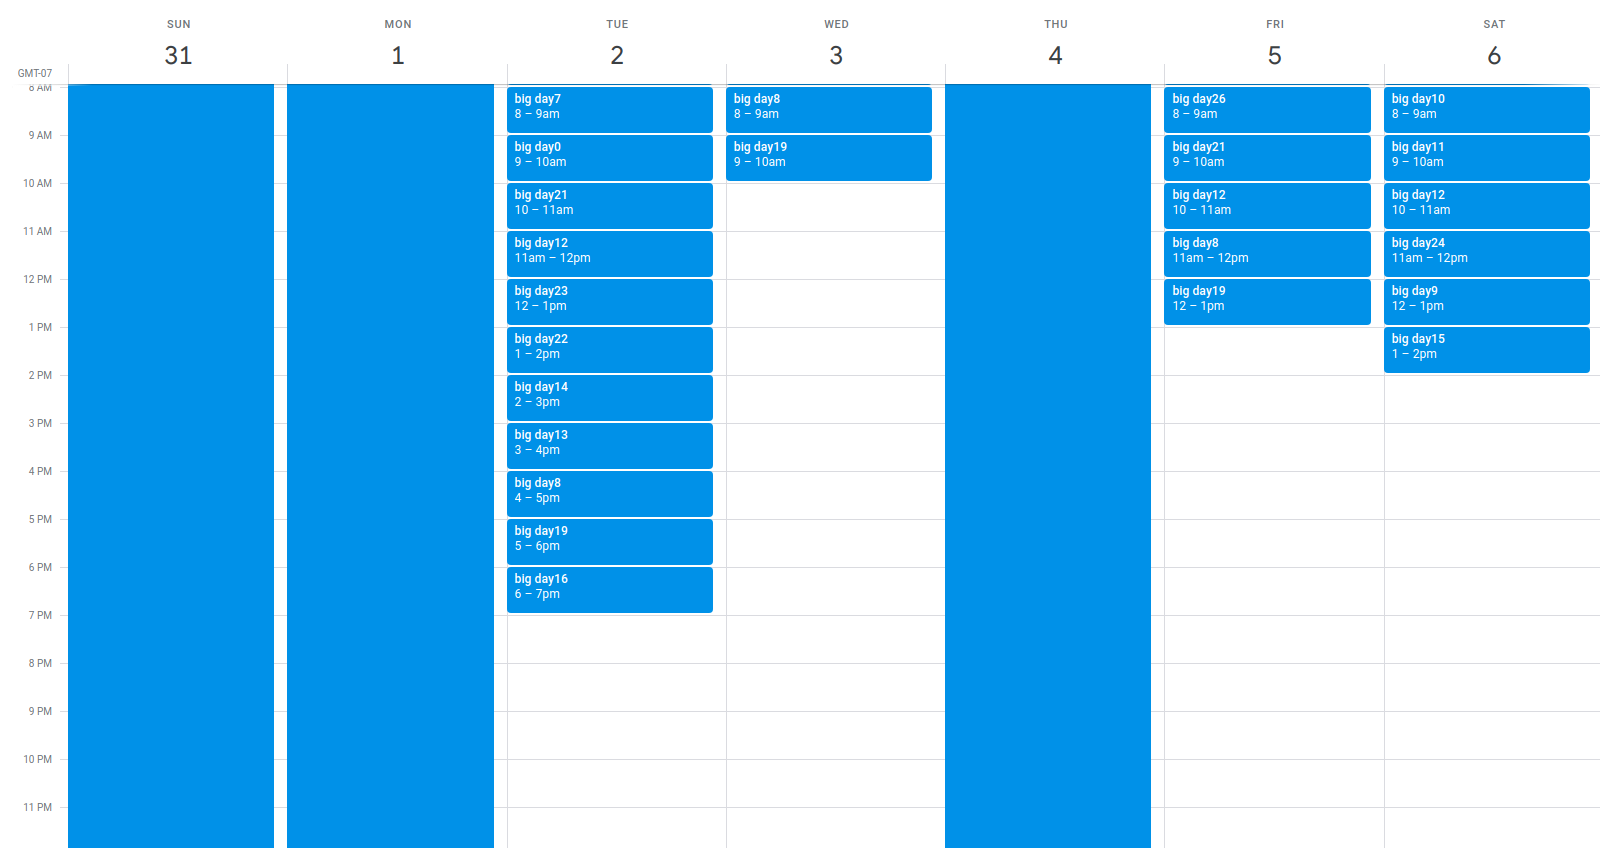 SUN MON TUE WED THU FRI SAT
31 1 2 3 4 5 6
GMT-07
8 AM
9 AM
10 AM
11 AM
12 PM
1 PM
2 PM
3 PM
4 PM
5 PM
6 PM
7 PM
8 PM
9 PM
10 PM
11 PM
big day7
8 – 9am
big day0
9 – 10am
big day21
10 – 11am
big day12
11am – 12pm
big day23
12 – 1pm
big day22
1 – 2pm
big day14
2 – 3pm
big day13
3 – 4pm
big day8
4 – 5pm
big day19
5 – 6pm
big day16
6 – 7pm
big day8
8 – 9am
big day19
9 – 10am
big day26
8 – 9am
big day21
9 – 10am
big day12
10 – 11am
big day8
11am – 12pm
big day19
12 – 1pm
big day10
8 – 9am
big day11
9 – 10am
big day12
10 – 11am
big day24
11am – 12pm
big day9
12 – 1pm
big day15
1 – 2pm